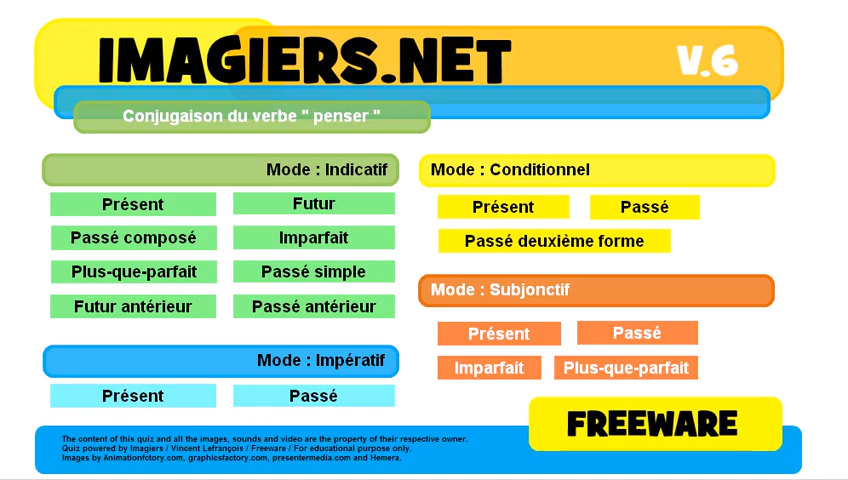 IMAGIERS.NET
V.6
Conjugaison du verbe " penser "
Mode : Indicatif
Présent
Futur
Passé composé
Imparfait
Plus-que-parfait
Passé simple
Futur antérieur
Passé antérieur
Mode : Impératif
Présent
Passé
Mode : Conditionnel
Présent
Passé
Passé deuxième forme
Mode : Subjonctif
Présent
Passé
Imparfait
Plus-que-parfait
FREEWARE
The content of this quiz and all the images, sounds and video are the property of their respective owner.
Quiz powered by Imagiers / Vincent Lefrançois / Freeware / For educational purpose only.
Images by Animationfctory.com, graphicsfactory.com, presentermedia.com and Hemera.